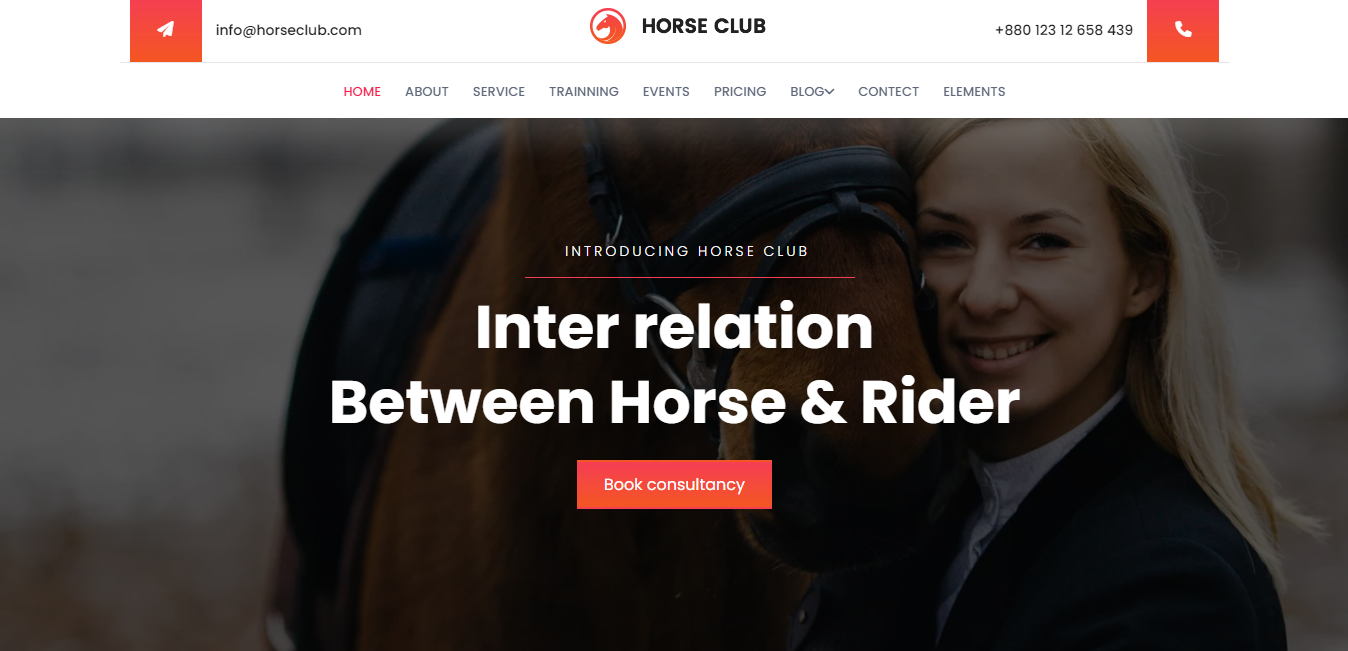 info@horseclub.com
HORSE CLUB
+880 123 12 658 439
HOME ABOUT SERVICE TRAINNING EVENTS PRICING BLOG CONTECT ELEMENTS
INTRODUCING HORSE CLUB
Inter relation
Between Horse & Rider
Book consultancy